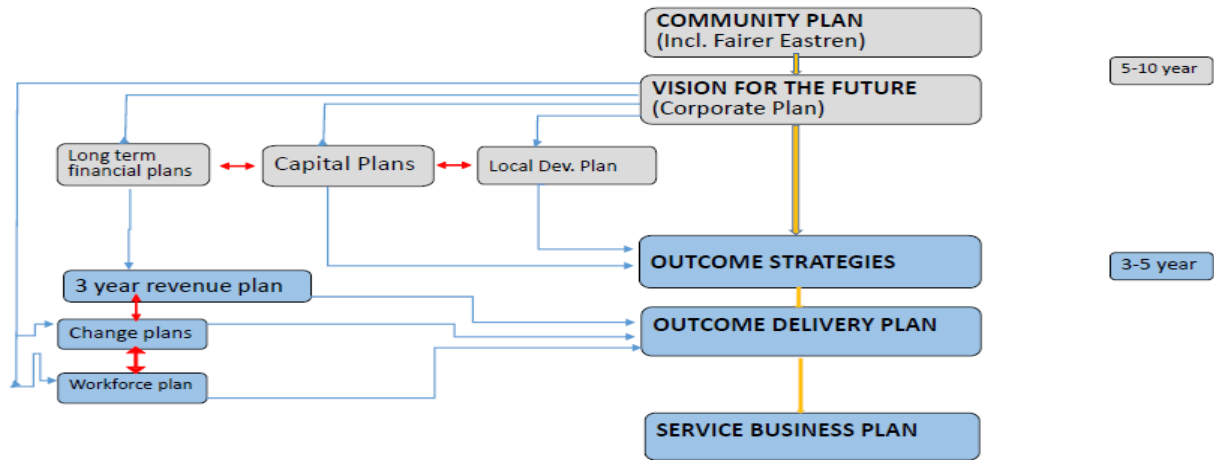 COMMUNITY PLAN
(Incl. Fairer Eastren)
5-10 year
VISION FOR THE FUTURE
(Corporate Plan)
Long term
financial plans
Capital Plans
Local Dev. Plan
OUTCOME STRATEGIES
3-5 year
3 year revenue plan
OUTCOME DELIVERY PLAN
Change plans
Workforce plan
SERVICE BUSINESS PLAN